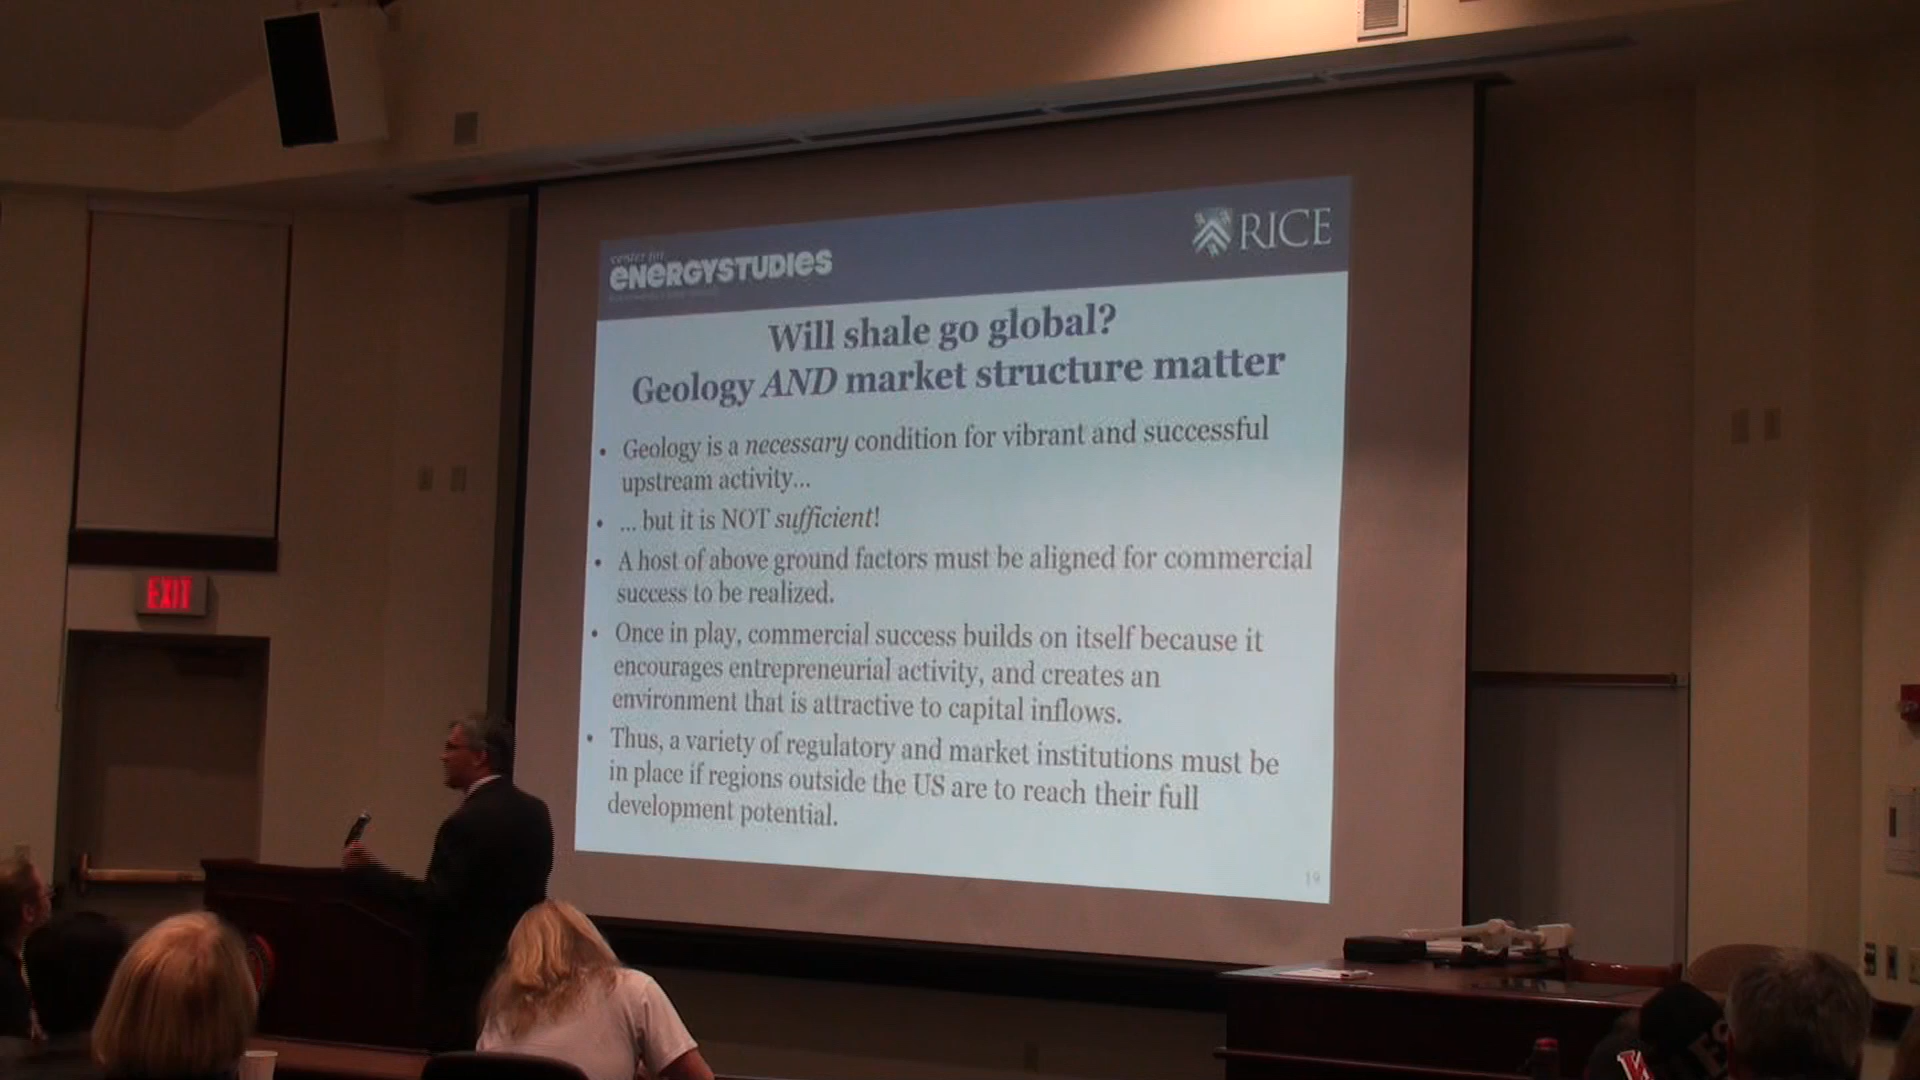 EXIT
center for
ENERGYSTUDIES
RICE
Will shale go global?
Geology AND market structure matter
• Geology is a necessary condition for vibrant and successful
upstream activity...
• ... but it is NOT sufficient!
• A host of above ground factors must be aligned for commercial
success to be realized.
• Once in play, commercial success builds on itself because it
encourages entrepreneurial activity, and creates an
environment that is attractive to capital inflows.
• Thus, a variety of regulatory and market institutions must be
in place if regions outside the US are to reach their full
development potential.
19